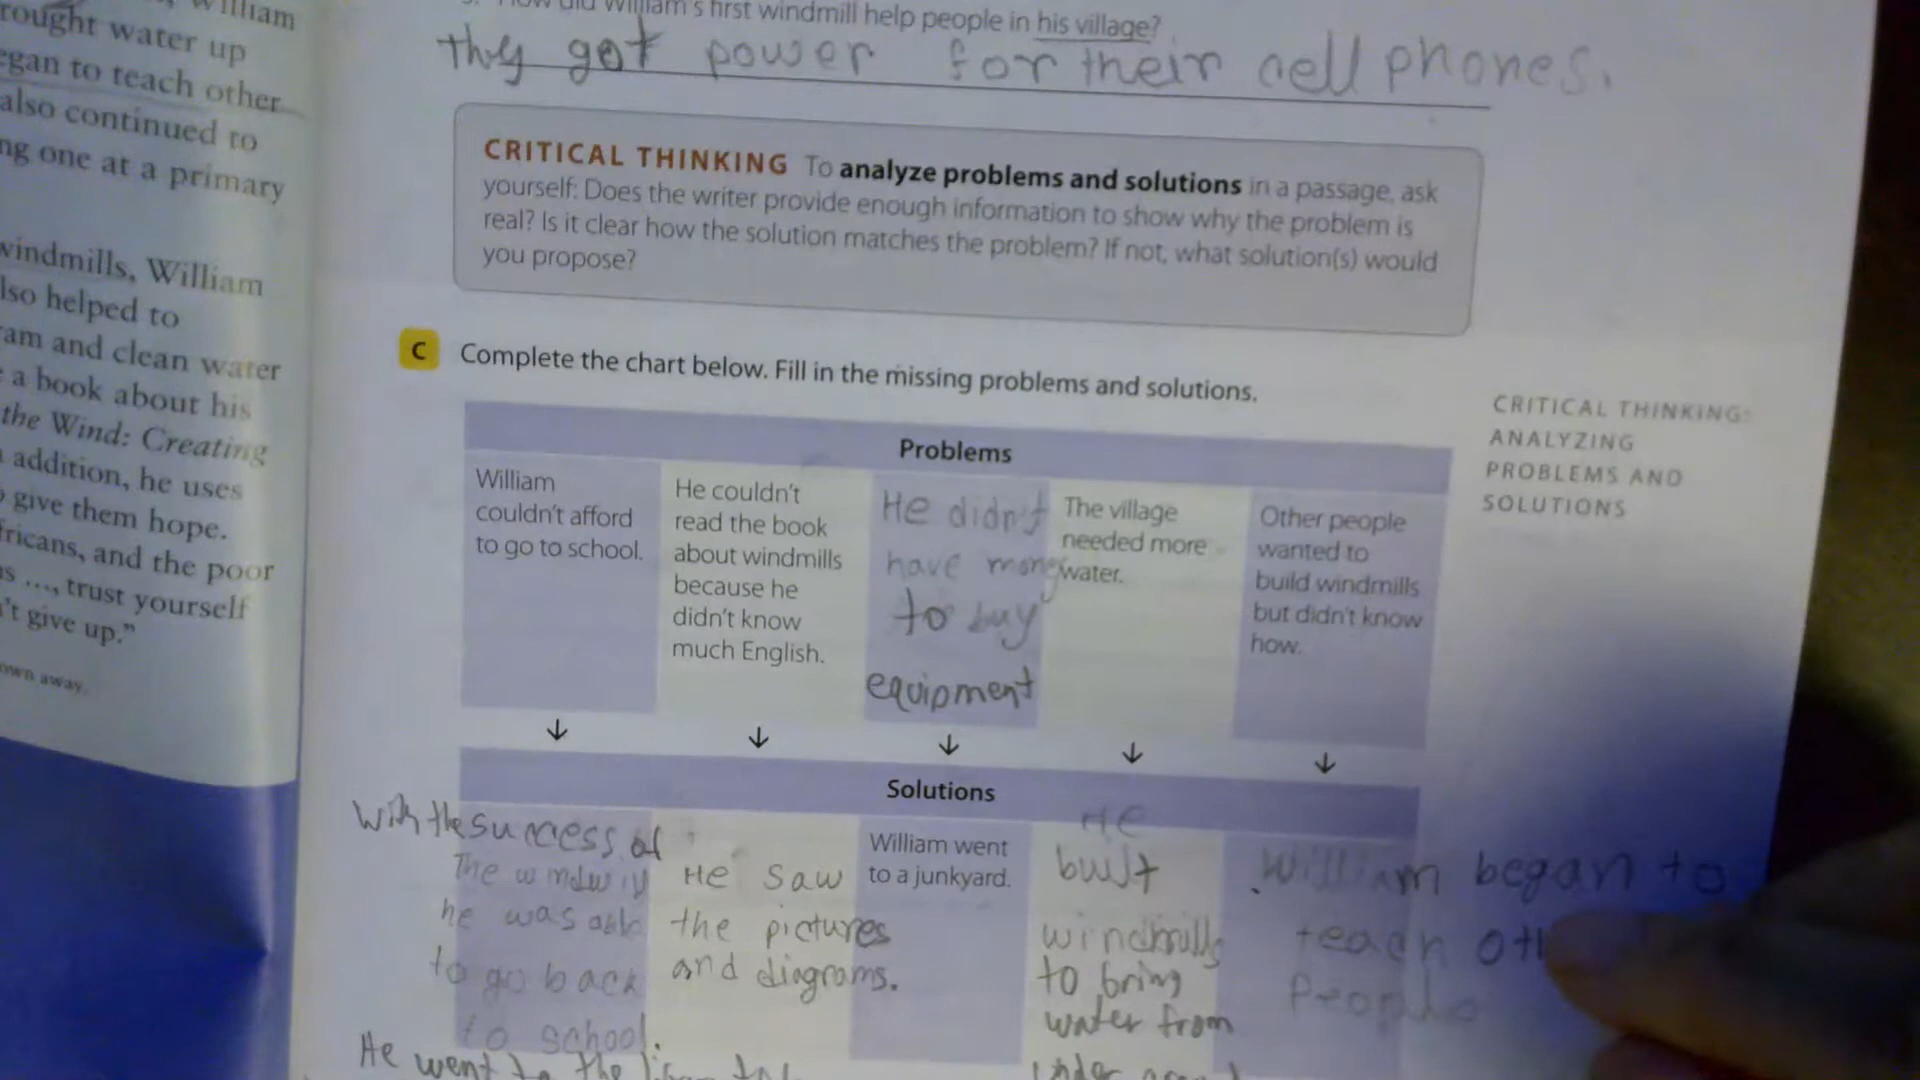 William
rought water up
egan to teach other
also continued to
ng one at a primary
windmills, William
lso helped to
am and clean water
a book about his
the Wind: Creating
addition, he uses
give them hope.
fricans, and the poor
..., trust yourself
't give up."
own away.
How did William's first windmill help people in his village?
they got power for their cell phones.
CRITICAL THINKING To analyze problems and solutions in a passage, ask
yourself: Does the writer provide enough information to show why the problem is
real? Is it clear how the solution matches the problem? If not, what solution(s) would
you propose?
C Complete the chart below. Fill in the missing problems and solutions.
CRITICAL THINKING:
ANALYZING
PROBLEMS AND
SOLUTIONS
Problems
William
couldn't afford
to go to school.
He couldn't
read the book
about windmills
because he
didn't know
much English.
He didn't
have money
to buy
equipment
The village
needed more
water.
Other people
wanted to
build windmills
but didn't know
how.
Solutions
With the success of
The
he was able
to go back
to school.
He went to the
He saw
the pictures
and diagrams.
William went
to a junkyard.
He
built
windmills
to bring
water from
under
William began to
teach
People